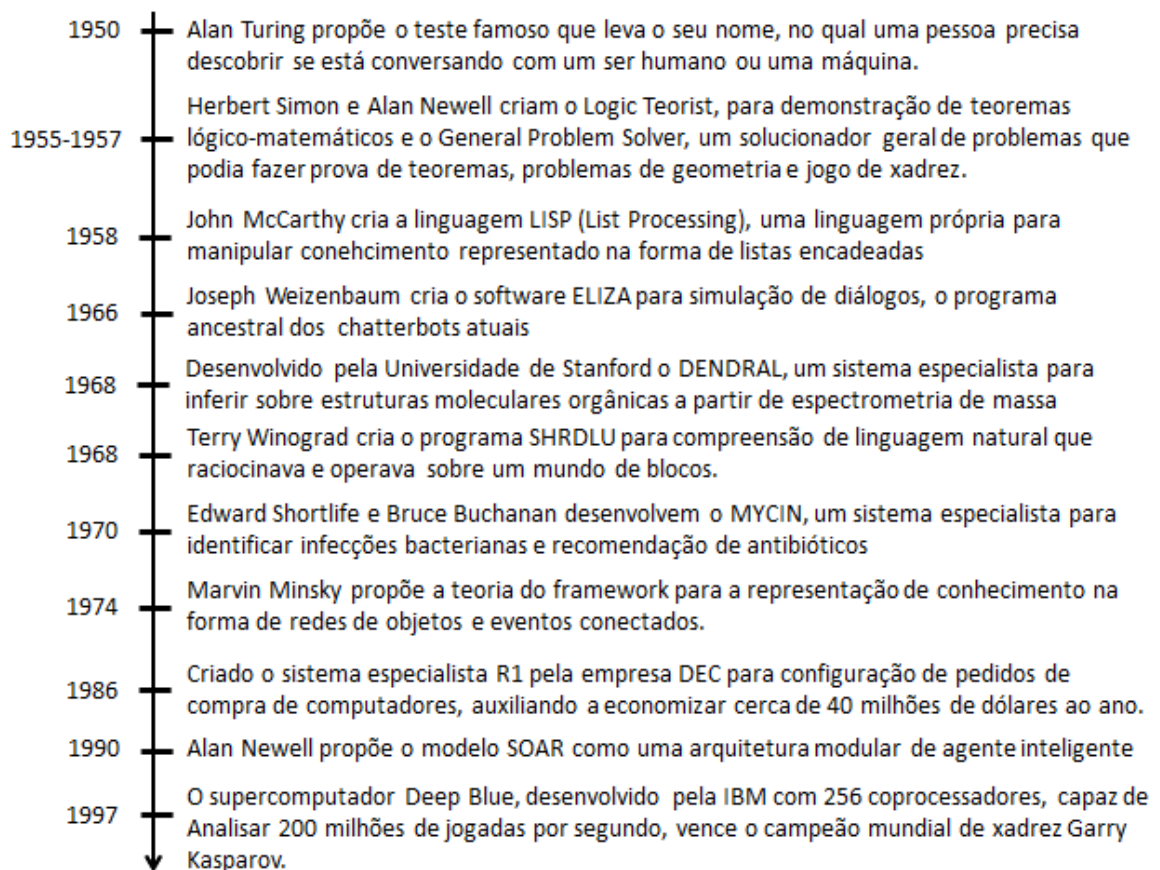 1950
Alan Turing propõe o teste famoso que leva o seu nome, no qual uma pessoa precisa
descobrir se está conversando com um ser humano ou uma máquina.
1955-1957
Herbert Simon e Alan Newell criam o Logic Teorist, para demonstração de teoremas
lógico-matemáticos e o General Problem Solver, um solucionador geral de problemas que
podia fazer prova de teoremas, problemas de geometria e jogo de xadrez.
1958
John McCarthy cria a linguagem LISP (List Processing), uma linguagem própria para
manipular conehcimento representado na forma de listas encadeadas
1966
Joseph Weizenbaum cria o software ELIZA para simulação de diálogos, o programa
ancestral dos chatterbots atuais
1968
Desenvolvido pela Universidade de Stanford o DENDRAL, um sistema especialista para
inferir sobre estruturas moleculares orgânicas a partir de espectrometria de massa
1968
Terry Winograd cria o programa SHRDLU para compreensão de linguagem natural que
raciocinava e operava sobre um mundo de blocos.
1970
Edward Shortlife e Bruce Buchanan desenvolvem o MYCIN, um sistema especialista para
identificar infecções bacterianas e recomendação de antibióticos
1974
Marvin Minsky propõe a teoria do framework para a representação de conhecimento na
forma de redes de objetos e eventos conectados.
1986
Criado o sistema especialista R1 pela empresa DEC para configuração de pedidos de
compra de computadores, auxiliando a economizar cerca de 40 milhões de dólares ao ano.
1990
Alan Newell propõe o modelo SOAR como uma arquitetura modular de agente inteligente
1997
O supercomputador Deep Blue, desenvolvido pela IBM com 256 coprocessadores, capaz de
Analisar 200 milhões de jogadas por segundo, vence o campeão mundial de xadrez Garry
Kasparov.